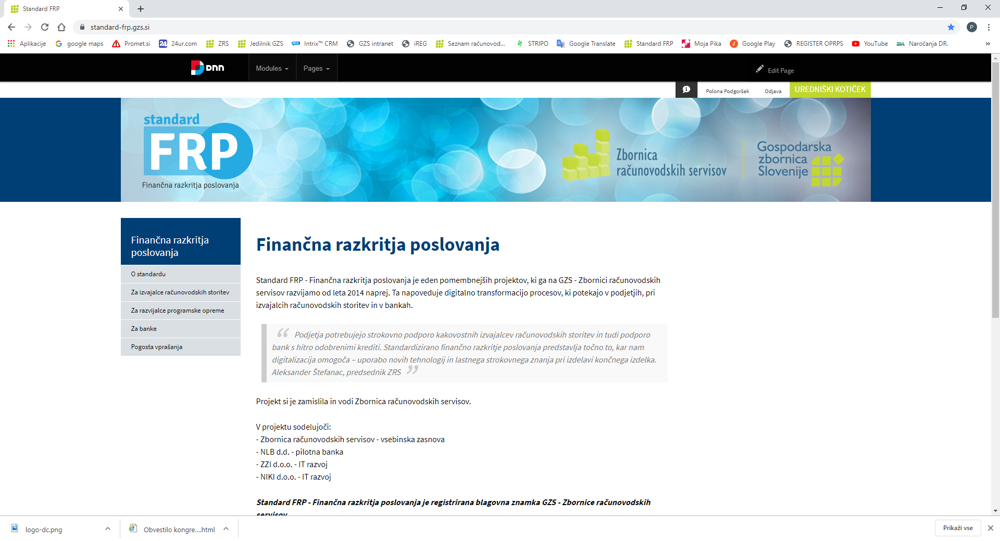 Standard FRP
standard-frp.gzs.si
P
Aplikacije
google maps
Promet.si
24 24ur.com
ZRS
Jedilnik GZS
Intrix™ CRM
GZS intranet
iREG
Seznam računovod...
STRIPO
Google Translate
Standard FRP
Moja Pika
Google Play
REGISTER OPRPS
YouTube
Naročanja DR.
»
DNN
Modules
Pages
Edit Page
Polona Podgoršek
Odjava
UREDNIŠKI KOTIČEK
standard
FRP
Finančna razkritja poslovanja
Zbornica
računovodskih servisov
Gospodarska
zbornica
Slovenije
Finančna razkritja
poslovanja
O standardu
Za izvajalce računovodskih storitev
Za razvijalce programske opreme
Za banke
Pogosta vprašanja
Finančna razkritja poslovanja
Standard FRP - Finančna razkritja poslovanja je eden pomembnejših projektov, ki ga na GZS - Zbornici računovodskih
servisov razvijamo od leta 2014 naprej. Ta napoveduje digitalno transformacijo procesov, ki potekajo v podjetjih, pri
izvajalcih računovodskih storitev in v bankah.
“ Podjetja potrebujejo strokovno podporo kakovostnih izvajalcev računovodskih storitev in tudi podporo
bank s hitro odobrenimi krediti. Standardizirano finančno razkritje poslovanja predstavlja točno to, kar nam
digitalizacija omogoča – uporabo novih tehnologij in lastnega strokovnega znanja pri izdelavi končnega izdelka.
Aleksander Štefanac, predsednik ZRS ”
Projekt si je zamislila in vodi Zbornica računovodskih servisov.
V projektu sodelujoči:
- Zbornica računovodskih servisov - vsebinska zasnova
- NLB d.d. - pilotna banka
- ZZI d.o.o. - IT razvoj
- NIKI d.o.o. - IT razvoj
Standard FRP - Finančna razkritja poslovanja je registrirana blagovna znamka GZS - Zbornice računovodskih
servisov
logo-dc.png
Obvestilo kongre....html
Prikaži vse